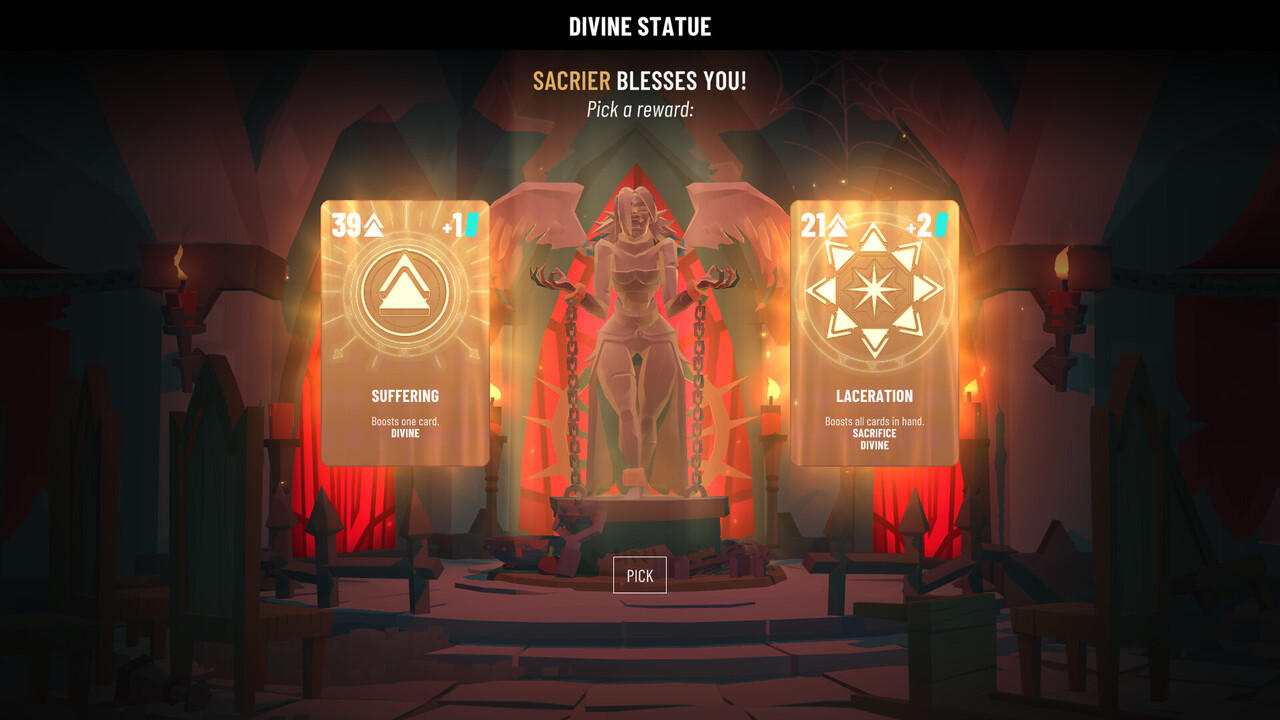 DIVINE STATUE
SACRIER BLESSES YOU!
Pick a reward:
39 +1
SUFFERING
Boosts one card.
DIVINE
21 +2
LACERATION
Boosts all cards in hand.
SACRIFICE
DIVINE
PICK